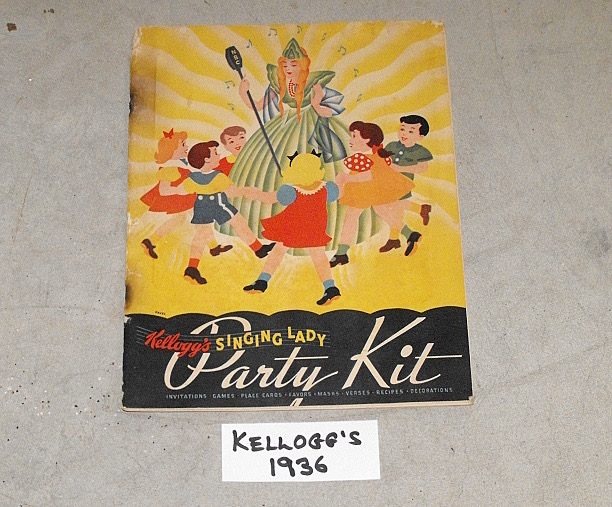 NBC
Kellogg's SINGING LADY
Party Kit
INVITATIONS · GAMES · PLACE CARDS · FAVORS · MASKS · VERSES · RECIPES · DECORATIONS
KELLOGG'S
1936